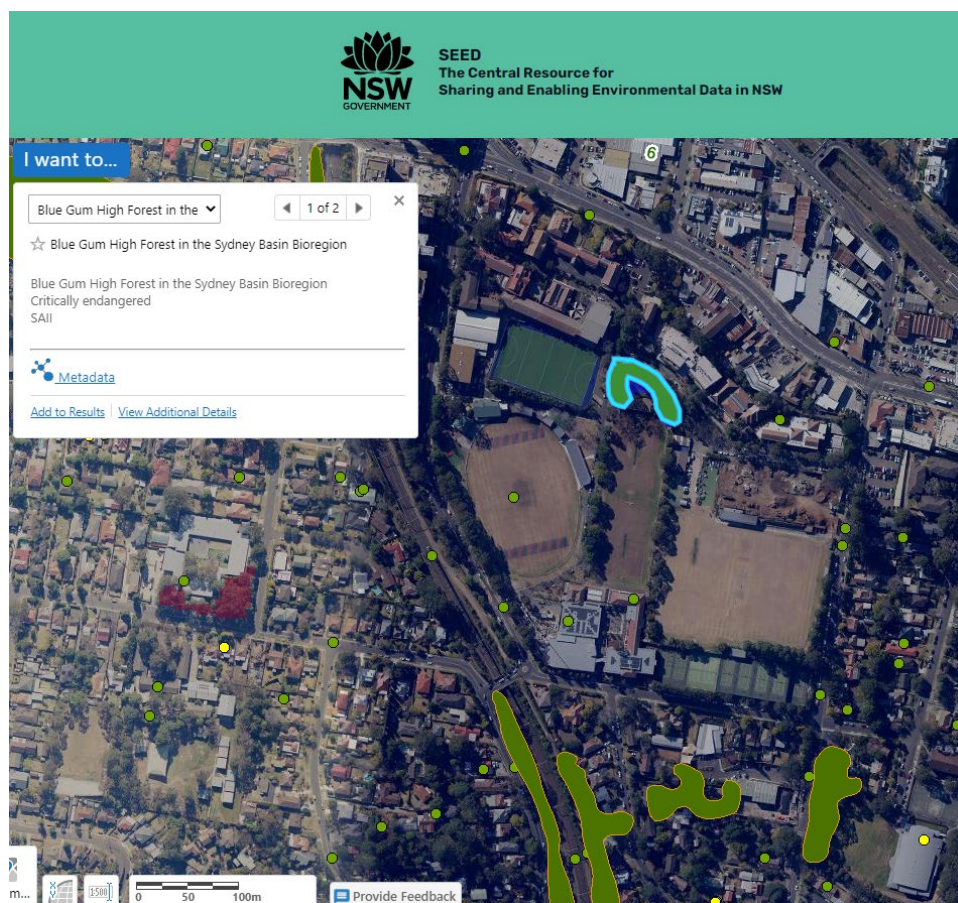 NSW
GOVERNMENT
SEED
The Central Resource for
Sharing and Enabling Environmental Data in NSW
I want to...
6
Blue Gum High Forest in the
1 of 2
Blue Gum High Forest in the Sydney Basin Bioregion
Blue Gum High Forest in the Sydney Basin Bioregion
Critically endangered
SAII
Metadata
Add to Results
View Additional Details
m...
X
Y
1:500
0 50 100m
Provide Feedback